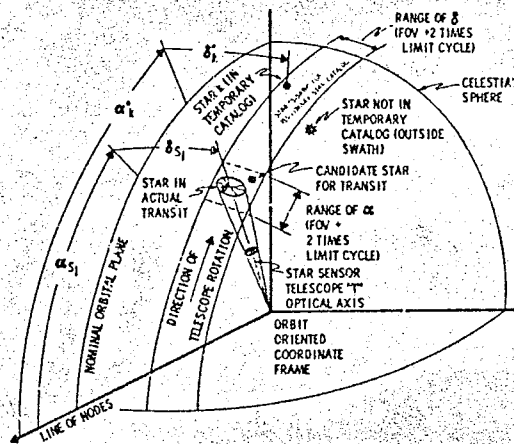 RANGE OF δ
(FOV +2 TIMES
LIMIT CYCLE)
CELESTIAL
SPHERE
δ*k
STAR k (IN
TEMPORARY
CATALOG)
α*k
STAR NOT IN
TEMPORARY
CATALOG (OUTSIDE
SWATH)
δS1
CANDIDATE STAR
FOR TRANSIT
STAR IN
ACTUAL
TRANSIT
RANGE OF α
(FOV +
2 TIMES
LIMIT CYCLE)
αS1
STAR SENSOR
TELESCOPE "T"
OPTICAL AXIS
NOMINAL ORBITAL PLANE
DIRECTION OF
TELESCOPE ROTATION
ORBIT
ORIENTED
COORDINATE
FRAME
LINE OF NODES